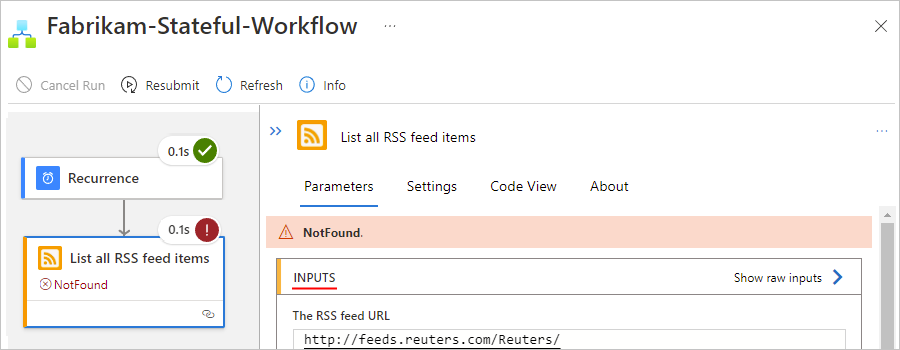 Fabrikam-Stateful-Workflow ...
Cancel Run Resubmit Refresh Info
0.1s
Recurrence
0.1s
List all RSS feed items
NotFound
List all RSS feed items ...
Parameters Settings Code View About
NotFound.
INPUTS Show raw inputs
The RSS feed URL
http://feeds.reuters.com/Reuters/